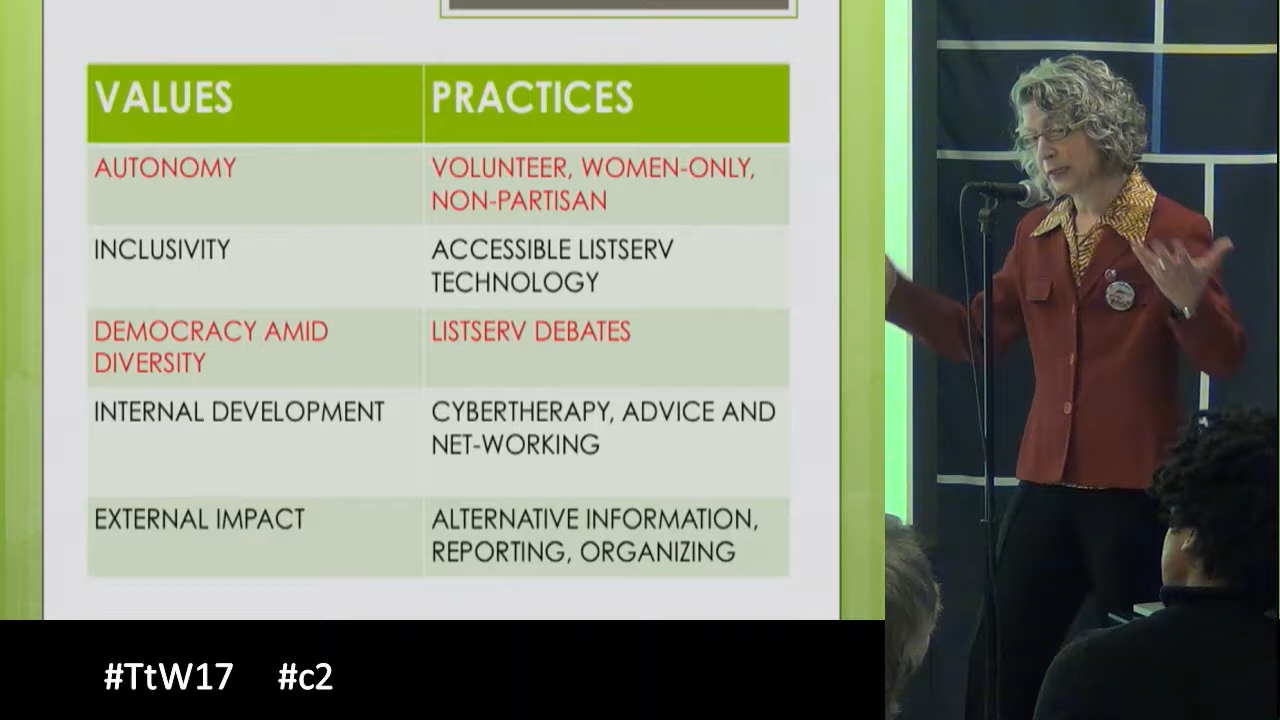 VALUES
PRACTICES
AUTONOMY
VOLUNTEER, WOMEN-ONLY,
NON-PARTISAN
INCLUSIVITY
ACCESSIBLE LISTSERV
TECHNOLOGY
DEMOCRACY AMID
DIVERSITY
LISTSERV DEBATES
INTERNAL DEVELOPMENT
CYBERTHERAPY, ADVICE AND
NET-WORKING
EXTERNAL IMPACT
ALTERNATIVE INFORMATION,
REPORTING, ORGANIZING
#TtW17 #c2